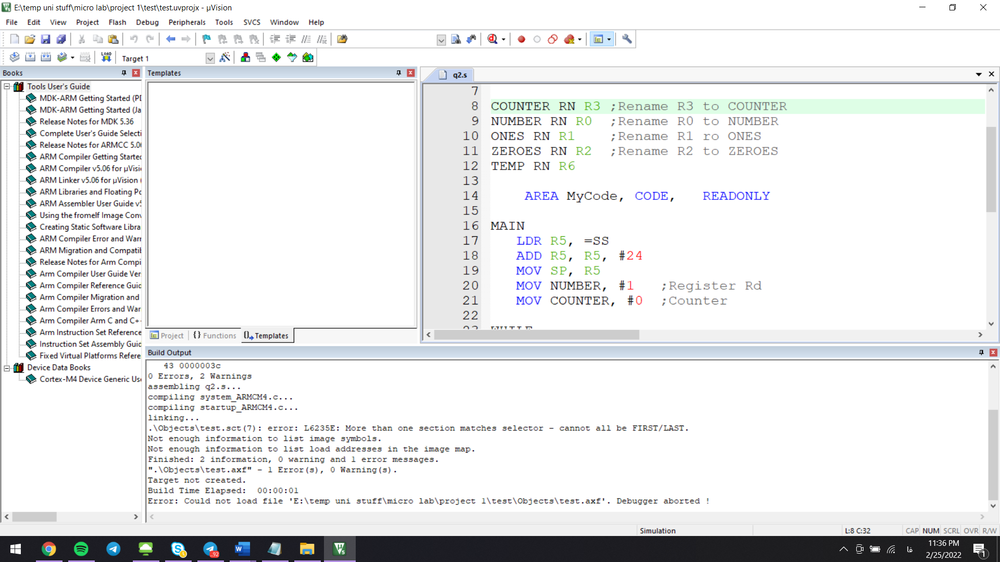 E:\temp uni stuff\micro lab\project 1\test\test.uvprojx - µVision
File Edit View Project Flash Debug Peripherals Tools SVCS Window Help
LOAD Target 1
Books
Tools User's Guide
MDK-ARM Getting Started (PD
MDK-ARM Getting Started (Ja
Release Notes for MDK 5.36
Complete User's Guide Selecti
Release Notes for ARMCC 5.06
ARM Compiler Getting Started
ARM Compiler v5.06 for µVisio
ARM Linker v5.06 for µVision (
ARM Libraries and Floating Po
ARM Assembler User Guide v5
Using the fromelf Image Conv
Creating Static Software Libra
ARM Compiler Error and Warn
ARM Migration and Compatib
Release Notes for Arm Compi
Arm Compiler User Guide Ver
Arm Compiler Reference Guid
Arm Compiler Migration and
Arm Compiler Errors and War
Arm Compiler Arm C and C+
Arm Instruction Set Reference
Instruction Set Assembly Guid
Fixed Virtual Platforms Refere
Device Data Books
Cortex-M4 Device Generic Use
Templates
Project {} Functions Templates
q2.s
7
8 COUNTER RN R3 ;Rename R3 to COUNTER
9 NUMBER RN R0 ;Rename R0 to NUMBER
10 ONES RN R1 ;Rename R1 ro ONES
11 ZEROES RN R2 ;Rename R2 to ZEROES
12 TEMP RN R6
13
14 AREA MyCode, CODE, READONLY
15
16 MAIN
17 LDR R5, =SS
18 ADD R5, R5, #24
19 MOV SP, R5
20 MOV NUMBER, #1 ;Register Rd
21 MOV COUNTER, #0 ;Counter
22
23 WHILE
Build Output
43 0000003c
0 Errors, 2 Warnings
assembling q2.s...
compiling system_ARMCM4.c...
compiling startup_ARMCM4.c...
linking...
.\Objects\test.sct(7): error: L6235E: More than one section matches selector - cannot all be FIRST/LAST.
Not enough information to list image symbols.
Not enough information to list load addresses in the image map.
Finished: 2 information, 0 warning and 1 error messages.
".\Objects\test.axf" - 1 Error(s), 0 Warning(s).
Target not created.
Build Time Elapsed:  00:00:01
Error: Could not load file 'E:\temp uni stuff\micro lab\project 1\test\Objects\test.axf'. Debugger aborted !
Simulation L:8 C:32 CAP NUM SCRL OVR R/W
..92 فا 11:36 PM
2/25/2022 1